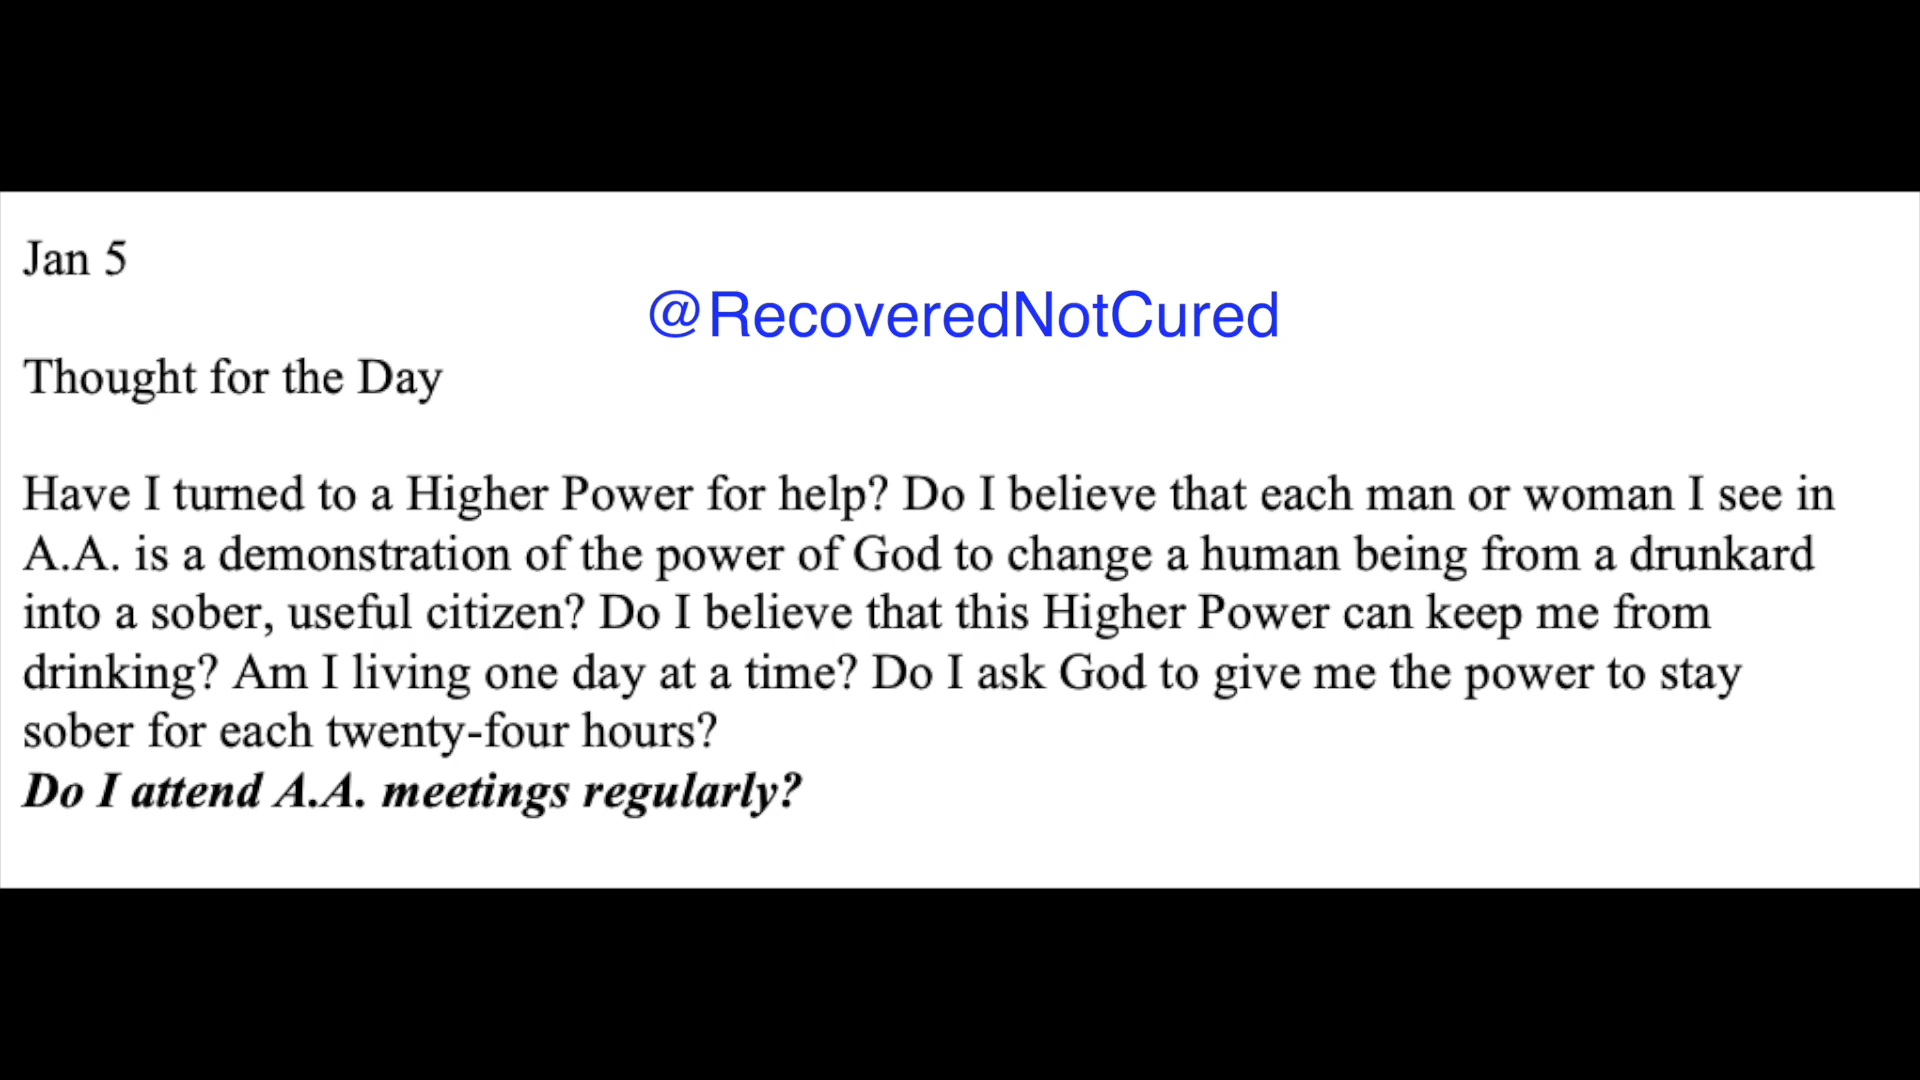 Jan 5
@RecoveredNotCured
Thought for the Day
Have I turned to a Higher Power for help? Do I believe that each man or woman I see in
A.A. is a demonstration of the power of God to change a human being from a drunkard
into a sober, useful citizen? Do I believe that this Higher Power can keep me from
drinking? Am I living one day at a time? Do I ask God to give me the power to stay
sober for each twenty-four hours?
Do I attend A.A. meetings regularly?